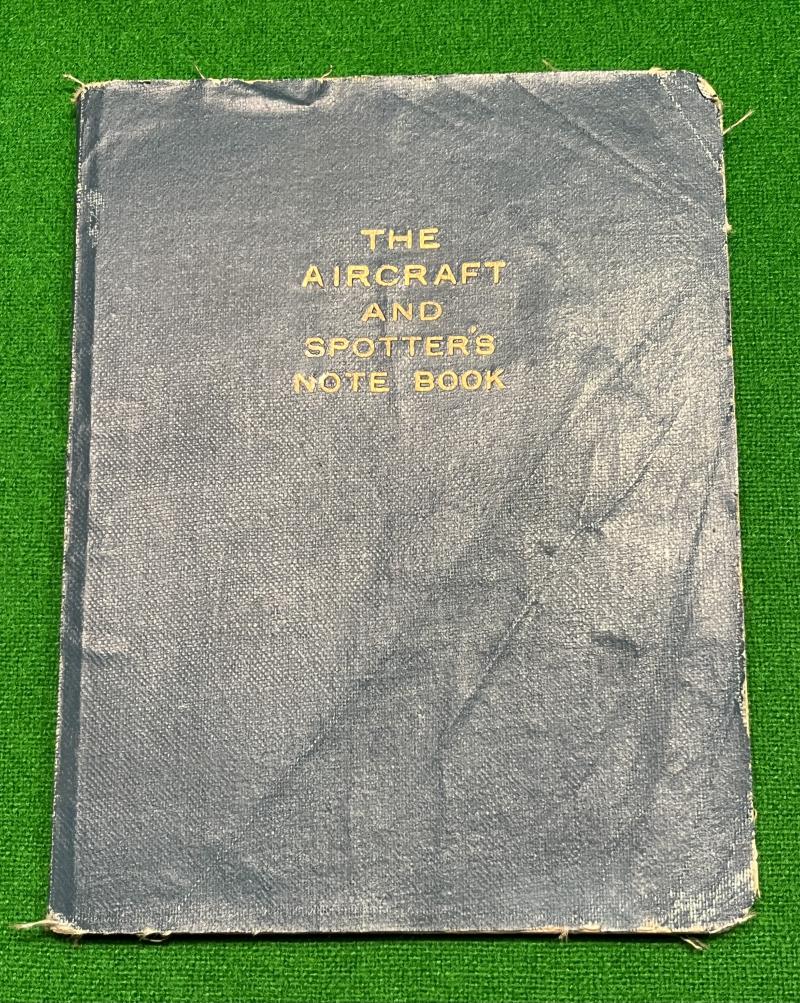 THE
AIRCRAFT
AND
SPOTTER'S
NOTE BOOK